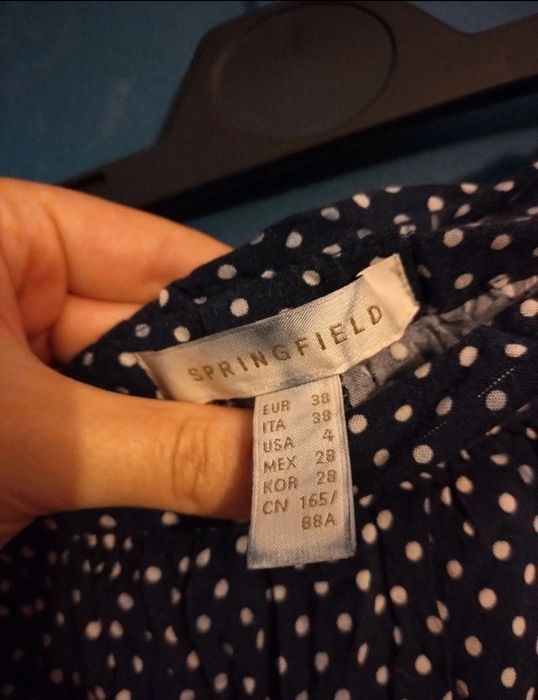 SPRINGFIELD
EUR 38
ITA 38
USA 4
MEX 28
KOR 28
CN 165/
88A